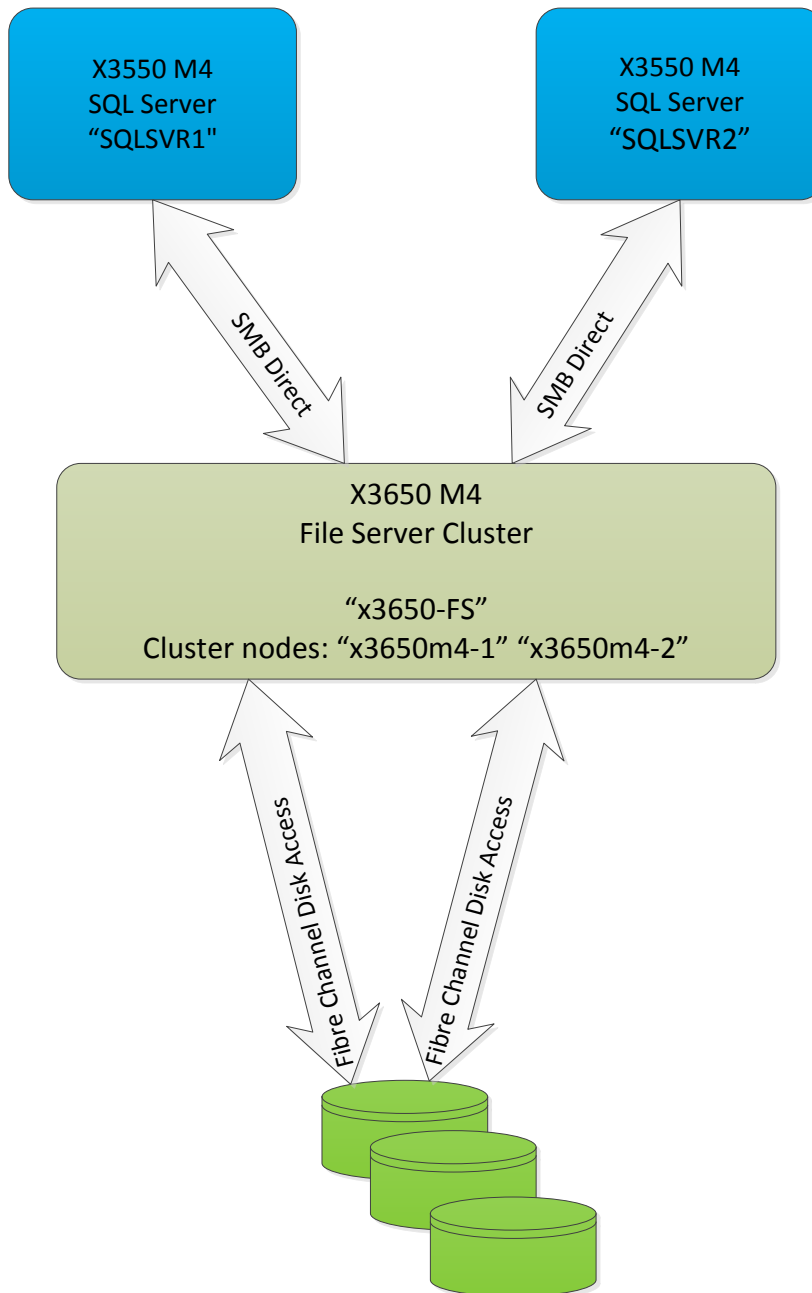 X3550 M4
SQL Server
“SQLSVR1"
X3550 M4
SQL Server
“SQLSVR2”
SMB Direct
SMB Direct
X3650 M4
File Server Cluster
“x3650-FS”
Cluster nodes: “x3650m4-1” “x3650m4-2”
Fibre Channel Disk Access
Fibre Channel Disk Access